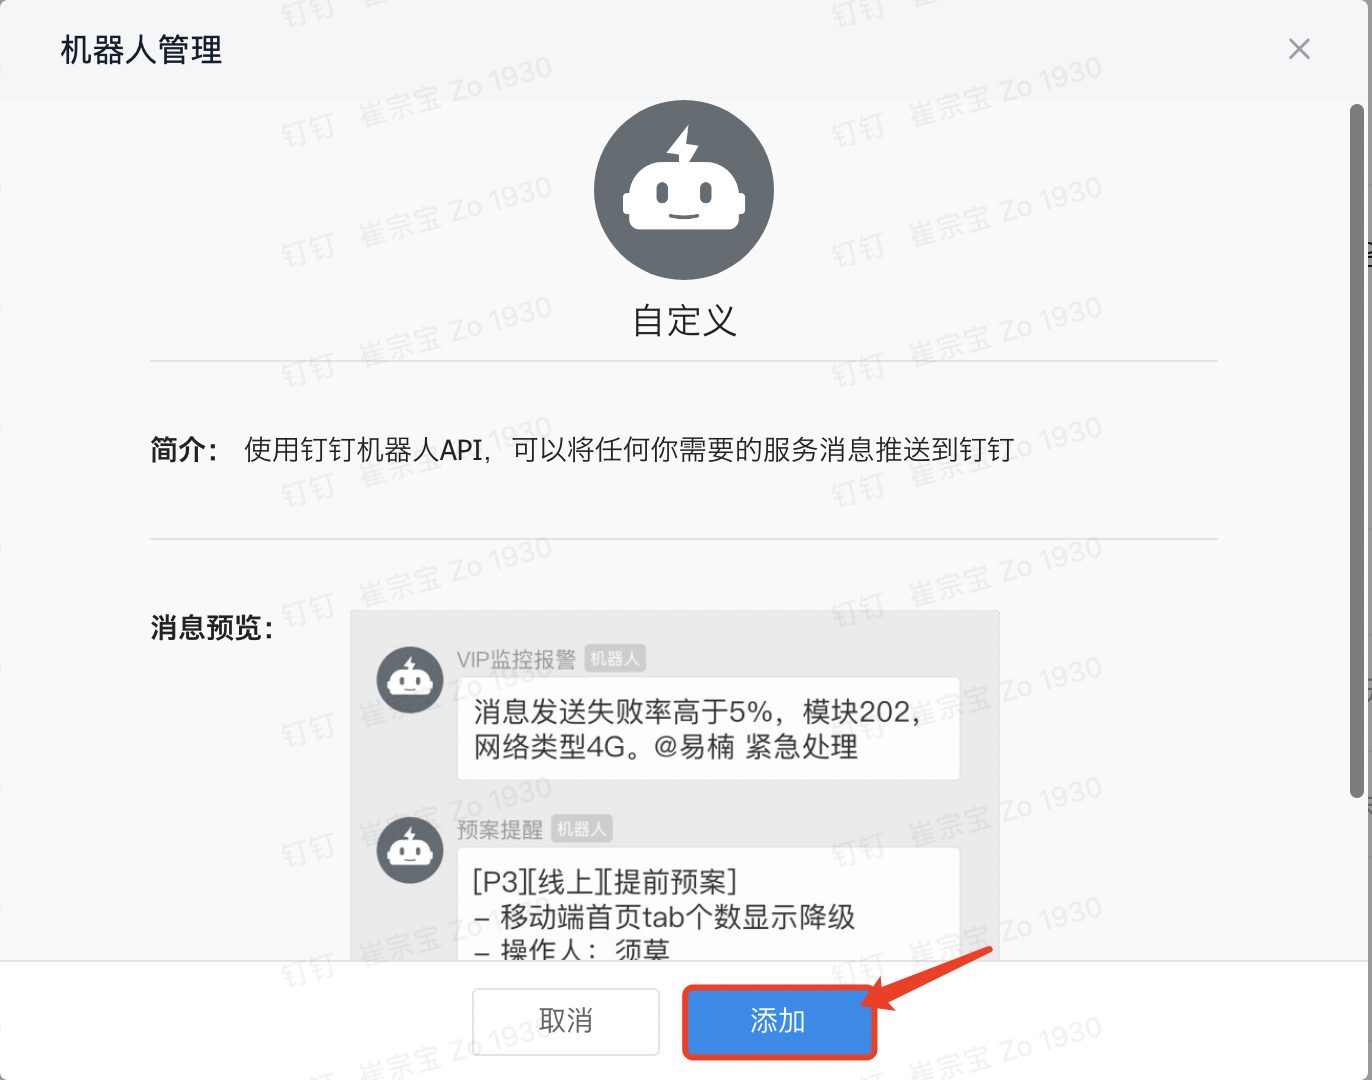 机器人管理
自定义
简介： 使用钉钉机器人API，可以将任何你需要的服务消息推送到钉钉
消息预览：
VIP监控报警 机器人
消息发送失败率高于5%，模块202，
网络类型4G。@易楠 紧急处理
预案提醒 机器人
[P3][线上][提前预案]
– 移动端首页tab个数显示降级
– 操作人：须莫
取消
添加
钉钉 崔宗宝 Zo 1930